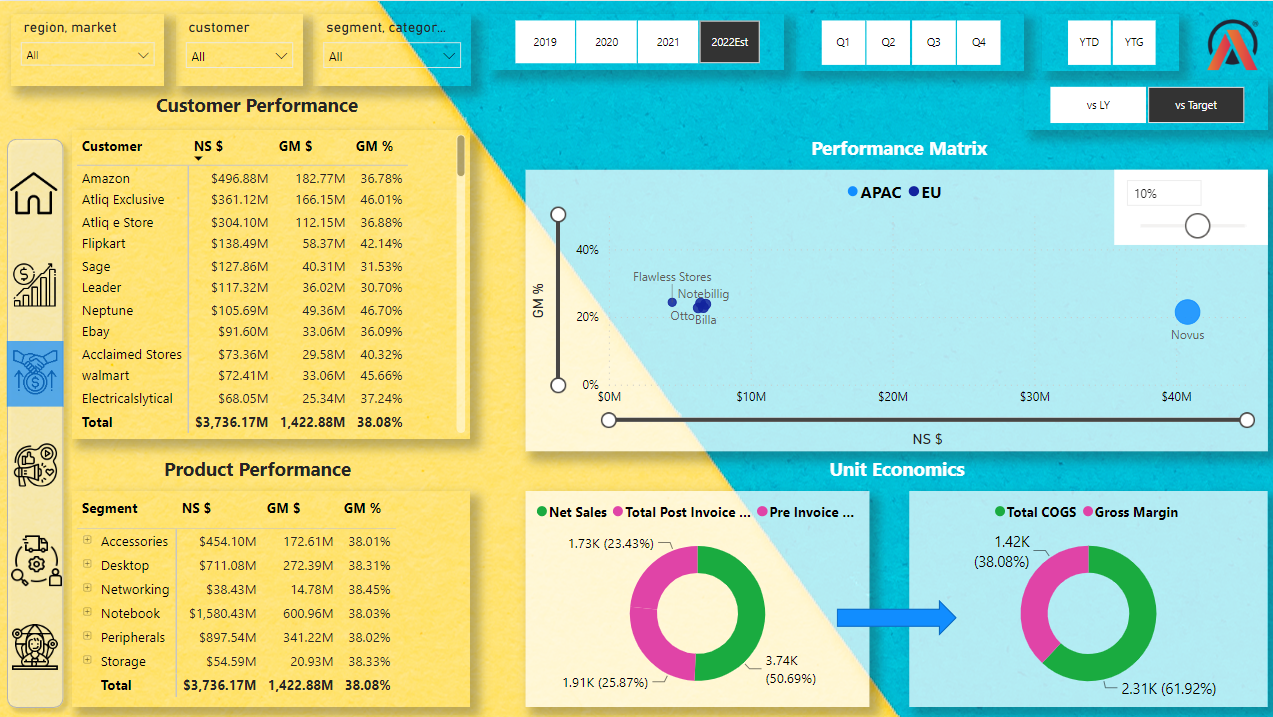 region, market
customer
segment, categor...
All
All
All
2019
2020
2021
2022Est
Q1
Q2
Q3
Q4
YTD
YTG
vs LY
vs Target
Customer Performance
Customer NS $ GM $ GM %
Amazon $496.88M 182.77M 36.78%
Atliq Exclusive $361.12M 166.15M 46.01%
Atliq e Store $304.10M 112.15M 36.88%
Flipkart $138.49M 58.37M 42.14%
Sage $127.86M 40.31M 31.53%
Leader $117.32M 36.02M 30.70%
Neptune $105.69M 49.36M 46.70%
Ebay $91.60M 33.06M 36.09%
Acclaimed Stores $73.36M 29.58M 40.32%
walmart $72.41M 33.06M 45.66%
Electricalslytical $68.05M 25.34M 37.24%
Total $3,736.17M 1,422.88M 38.08%
Performance Matrix
APAC EU
10%
GM %
40%
20%
0%
Flawless Stores
Notebillig
Otto
Billa
Novus
$0M $10M $20M $30M $40M
NS $
Product Performance
Segment NS $ GM $ GM %
Accessories $454.10M 172.61M 38.01%
Desktop $711.08M 272.39M 38.31%
Networking $38.43M 14.78M 38.45%
Notebook $1,580.43M 600.96M 38.03%
Peripherals $897.54M 341.22M 38.02%
Storage $54.59M 20.93M 38.33%
Total $3,736.17M 1,422.88M 38.08%
Unit Economics
Net Sales Total Post Invoice ... Pre Invoice ...
1.73K (23.43%)
3.74K
(50.69%)
1.91K (25.87%)
Total COGS Gross Margin
1.42K
(38.08%)
2.31K (61.92%)